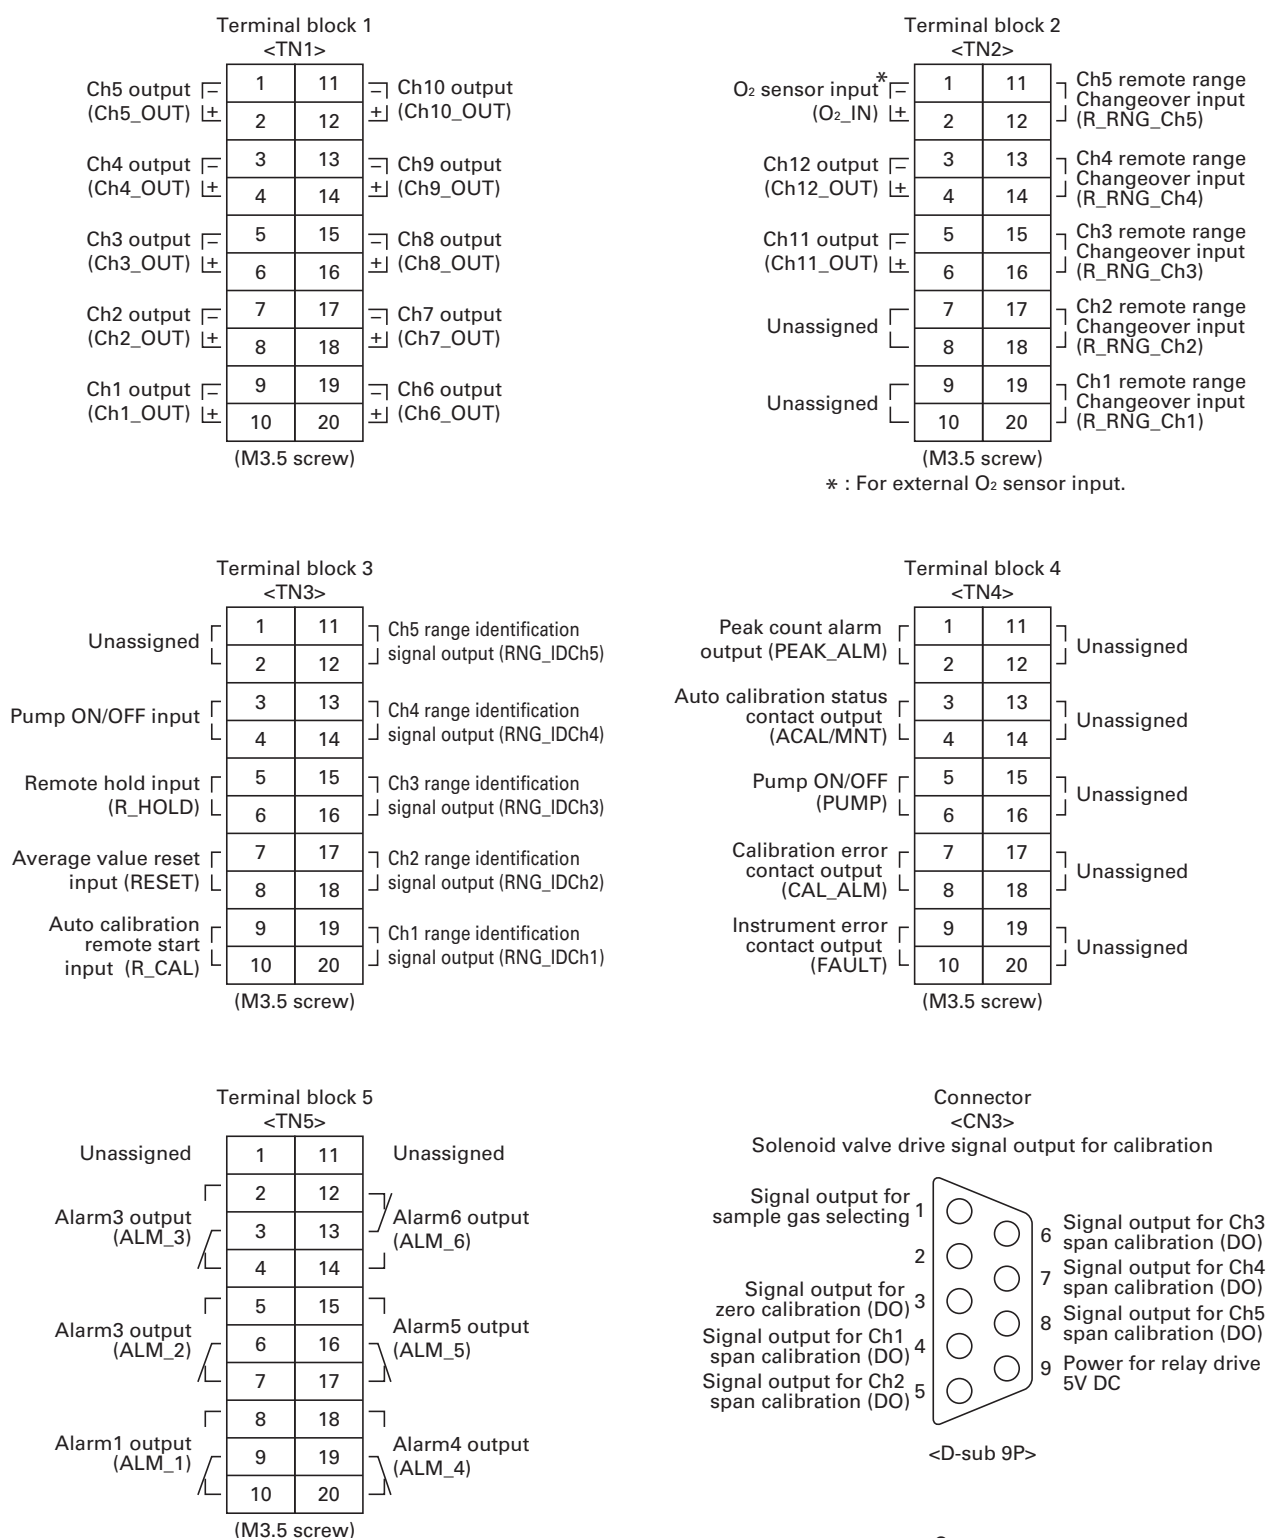 Terminal block 1
<TN1>
Ch5 output −
(Ch5_OUT) +
Ch4 output −
(Ch4_OUT) +
Ch3 output −
(Ch3_OUT) +
Ch2 output −
(Ch2_OUT) +
Ch1 output −
(Ch1_OUT) +
1 11
2 12
3 13
4 14
5 15
6 16
7 17
8 18
9 19
10 20
− Ch10 output
+ (Ch10_OUT)
− Ch9 output
+ (Ch9_OUT)
− Ch8 output
+ (Ch8_OUT)
− Ch7 output
+ (Ch7_OUT)
− Ch6 output
+ (Ch6_OUT)
(M3.5 screw)
Terminal block 2
<TN2>
O2 sensor input* −
(O2_IN) +
Ch12 output −
(Ch12_OUT) +
Ch11 output −
(Ch11_OUT) +
Unassigned
Unassigned
1 11
2 12
3 13
4 14
5 15
6 16
7 17
8 18
9 19
10 20
Ch5 remote range
Changeover input
(R_RNG_Ch5)
Ch4 remote range
Changeover input
(R_RNG_Ch4)
Ch3 remote range
Changeover input
(R_RNG_Ch3)
Ch2 remote range
Changeover input
(R_RNG_Ch2)
Ch1 remote range
Changeover input
(R_RNG_Ch1)
(M3.5 screw)
* : For external O2 sensor input.
Terminal block 3
<TN3>
Unassigned
Pump ON/OFF input
Remote hold input
(R_HOLD)
Average value reset
input (RESET)
Auto calibration
remote start
input (R_CAL)
1 11
2 12
3 13
4 14
5 15
6 16
7 17
8 18
9 19
10 20
Ch5 range identification
signal output (RNG_IDCh5)
Ch4 range identification
signal output (RNG_IDCh4)
Ch3 range identification
signal output (RNG_IDCh3)
Ch2 range identification
signal output (RNG_IDCh2)
Ch1 range identification
signal output (RNG_IDCh1)
(M3.5 screw)
Terminal block 4
<TN4>
Peak count alarm
output (PEAK_ALM)
Auto calibration status
contact output
(ACAL/MNT)
Pump ON/OFF
(PUMP)
Calibration error
contact output
(CAL_ALM)
Instrument error
contact output
(FAULT)
1 11
2 12
3 13
4 14
5 15
6 16
7 17
8 18
9 19
10 20
Unassigned
Unassigned
Unassigned
Unassigned
Unassigned
(M3.5 screw)
Terminal block 5
<TN5>
Unassigned
Alarm3 output
(ALM_3)
Alarm3 output
(ALM_2)
Alarm1 output
(ALM_1)
1 11
2 12
3 13
4 14
5 15
6 16
7 17
8 18
9 19
10 20
Unassigned
Alarm6 output
(ALM_6)
Alarm5 output
(ALM_5)
Alarm4 output
(ALM_4)
(M3.5 screw)
Connector
<CN3>
Solenoid valve drive signal output for calibration
Signal output for
sample gas selecting 1
2
Signal output for
zero calibration (DO) 3
Signal output for Ch1
span calibration (DO) 4
Signal output for Ch2
span calibration (DO) 5
6 Signal output for Ch3
span calibration (DO)
7 Signal output for Ch4
span calibration (DO)
8 Signal output for Ch5
span calibration (DO)
9 Power for relay drive
5V DC
<D-sub 9P>